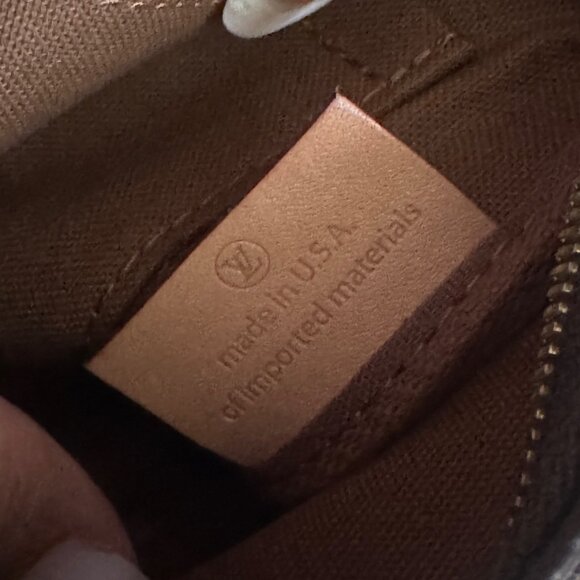 LV
made in U.S.A.
of imported materials